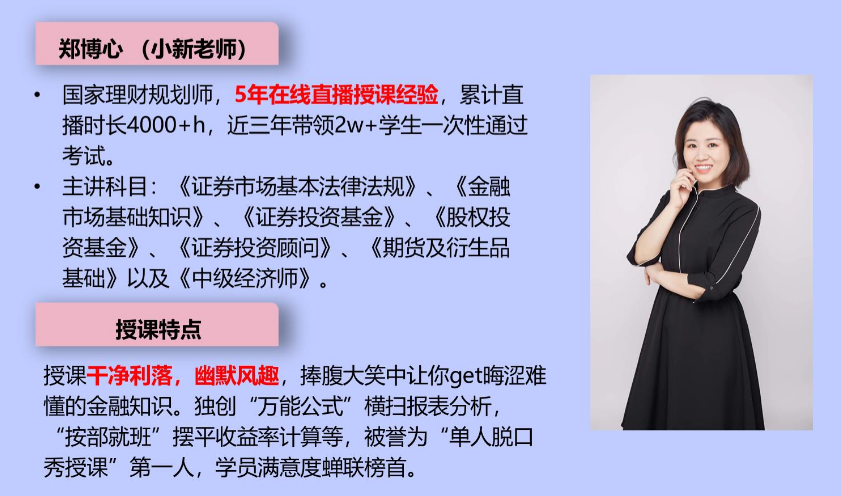 郑博心 (小新老师)
• 国家理财规划师，5年在线直播授课经验，累计直
播时长4000+h，近三年带领2w+学生一次性通过
考试。
• 主讲科目：《证券市场基本法律法规》、《金融
市场基础知识》、《证券投资基金》、《股权投
资基金》、《证券投资顾问》、《期货及衍生品
基础》以及《中级经济师》。
授课特点
授课干净利落，幽默风趣，捧腹大笑中让你get晦涩难
懂的金融知识。独创“万能公式”横扫报表分析，
“按部就班”摆平收益率计算等，被誉为“单人脱口
秀授课”第一人，学员满意度蝉联榜首。